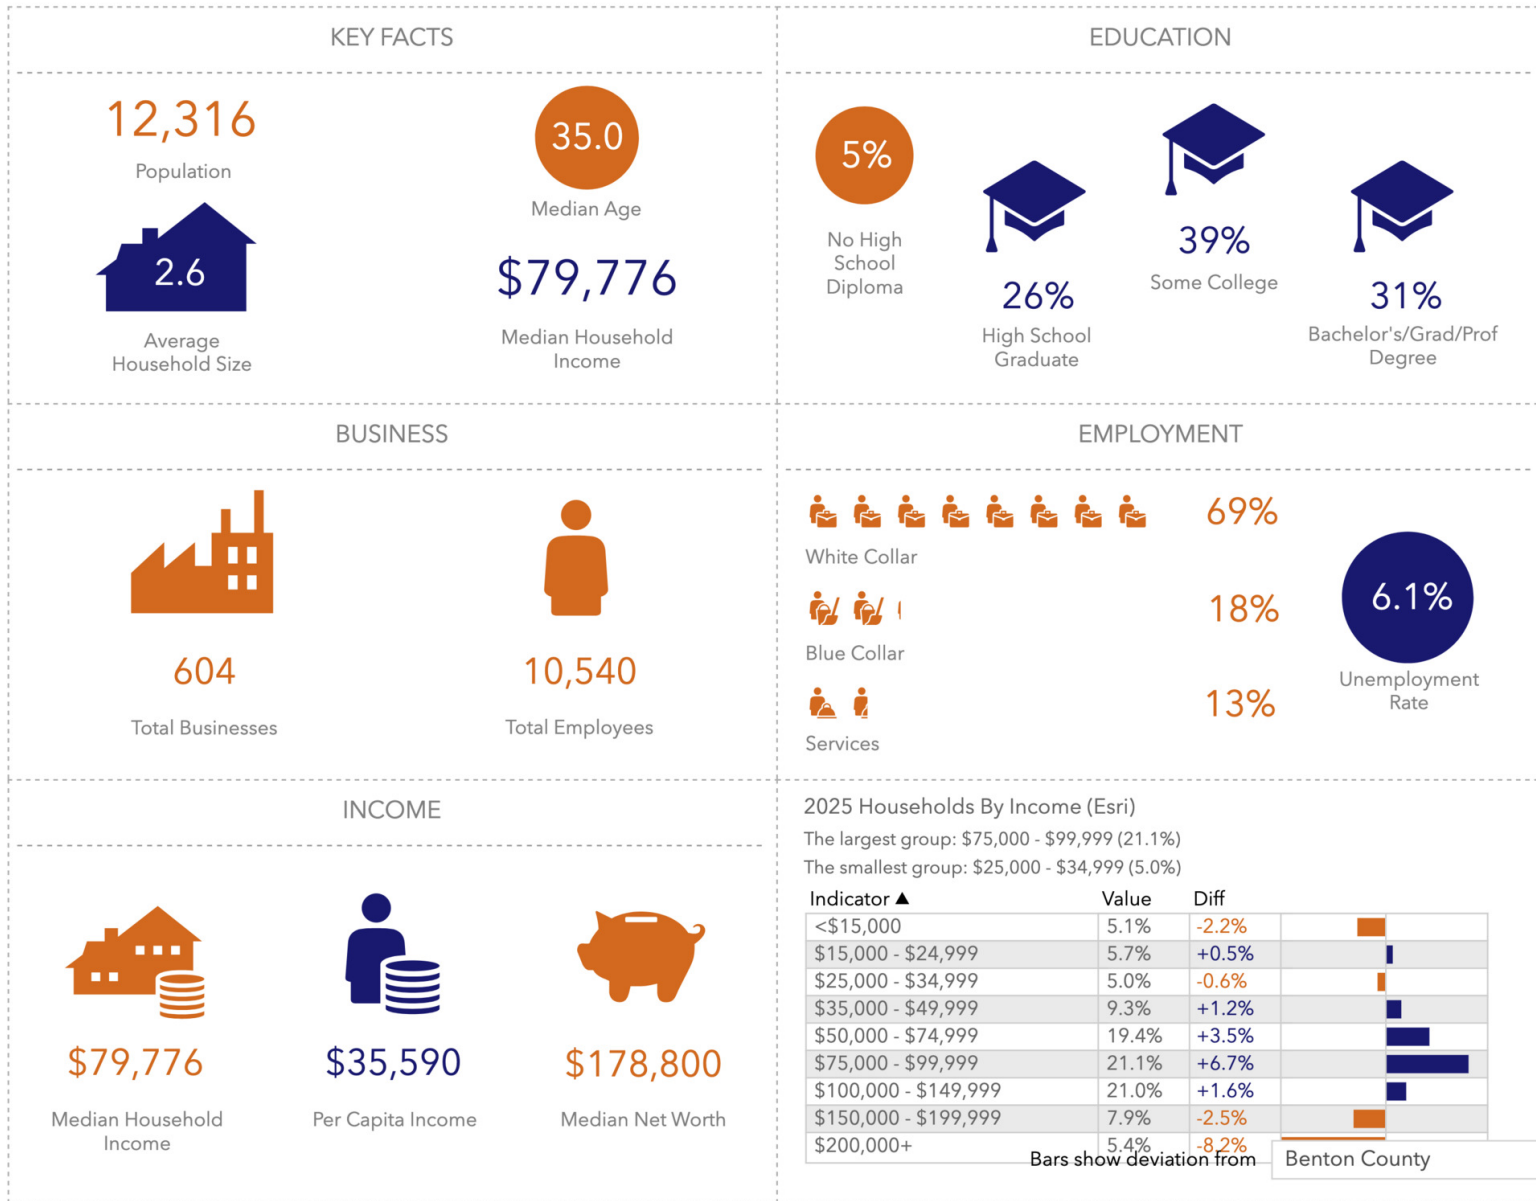 KEY FACTS
12,316
Population
35.0
Median Age
2.6
Average
Household Size
$79,776
Median Household
Income
EDUCATION
5%
No High
School
Diploma
26%
High School
Graduate
39%
Some College
31%
Bachelor's/Grad/Prof
Degree
BUSINESS
604
Total Businesses
10,540
Total Employees
EMPLOYMENT
69%
White Collar
18%
Blue Collar
13%
Services
6.1%
Unemployment
Rate
INCOME
$79,776
Median Household
Income
$35,590
Per Capita Income
$178,800
Median Net Worth
2025 Households By Income (Esri)
The largest group: $75,000 - $99,999 (21.1%)
The smallest group: $25,000 - $34,999 (5.0%)
Indicator ▲ Value Diff
<$15,000 5.1% -2.2%
$15,000 - $24,999 5.7% +0.5%
$25,000 - $34,999 5.0% -0.6%
$35,000 - $49,999 9.3% +1.2%
$50,000 - $74,999 19.4% +3.5%
$75,000 - $99,999 21.1% +6.7%
$100,000 - $149,999 21.0% +1.6%
$150,000 - $199,999 7.9% -2.5%
$200,000+ 5.4% -8.2%
Bars show deviation from Benton County